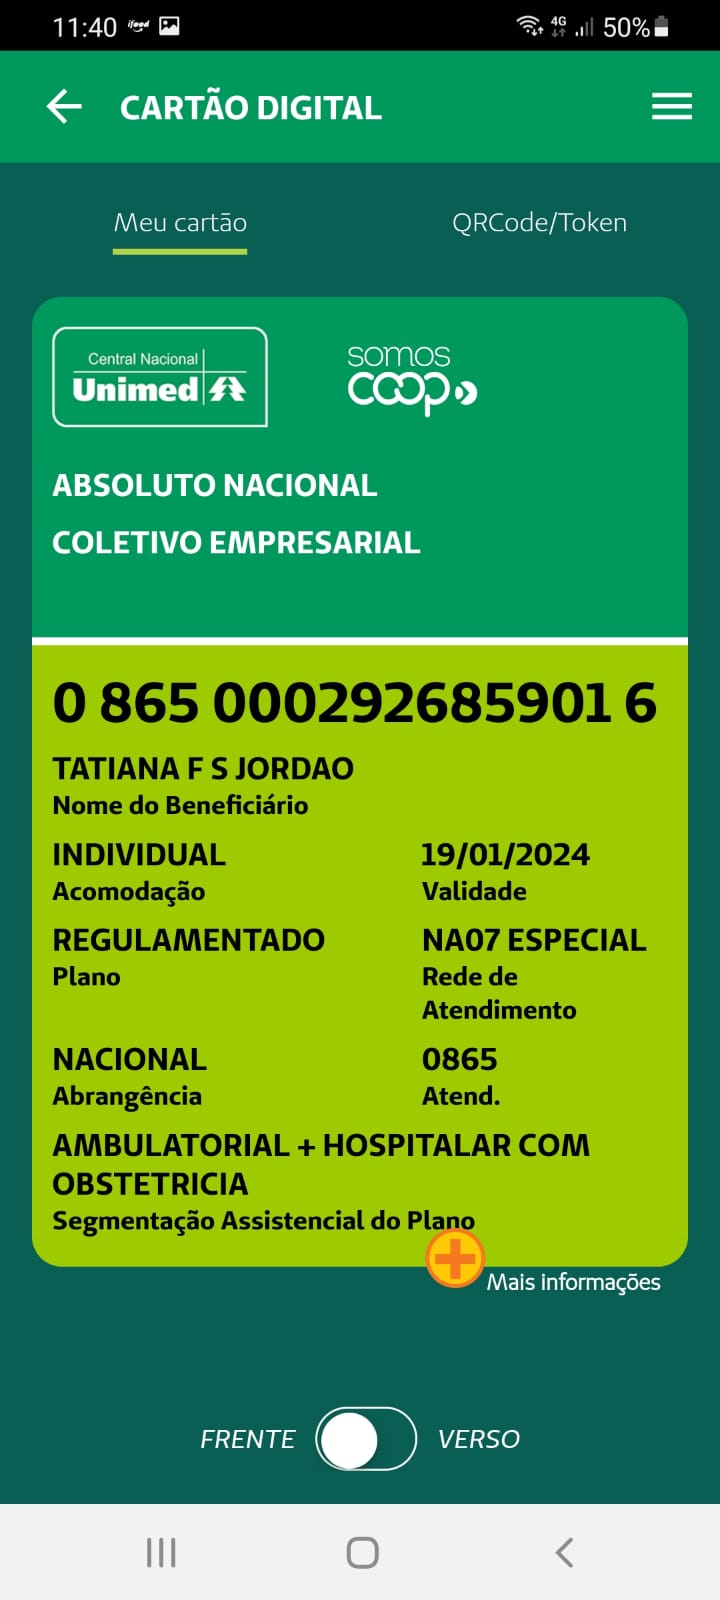 11:40 ifood 4G 50%
CARTÃO DIGITAL
Meu cartão QRCode/Token
Central Nacional
Unimed
somos
coop
ABSOLUTO NACIONAL
COLETIVO EMPRESARIAL
0 865 000292685901 6
TATIANA F S JORDAO
Nome do Beneficiário
INDIVIDUAL 19/01/2024
Acomodação Validade
REGULAMENTADO NA07 ESPECIAL
Plano Rede de
Atendimento
NACIONAL 0865
Abrangência Atend.
AMBULATORIAL + HOSPITALAR COM
OBSTETRICIA
Segmentação Assistencial do Plano
Mais informações
FRENTE VERSO